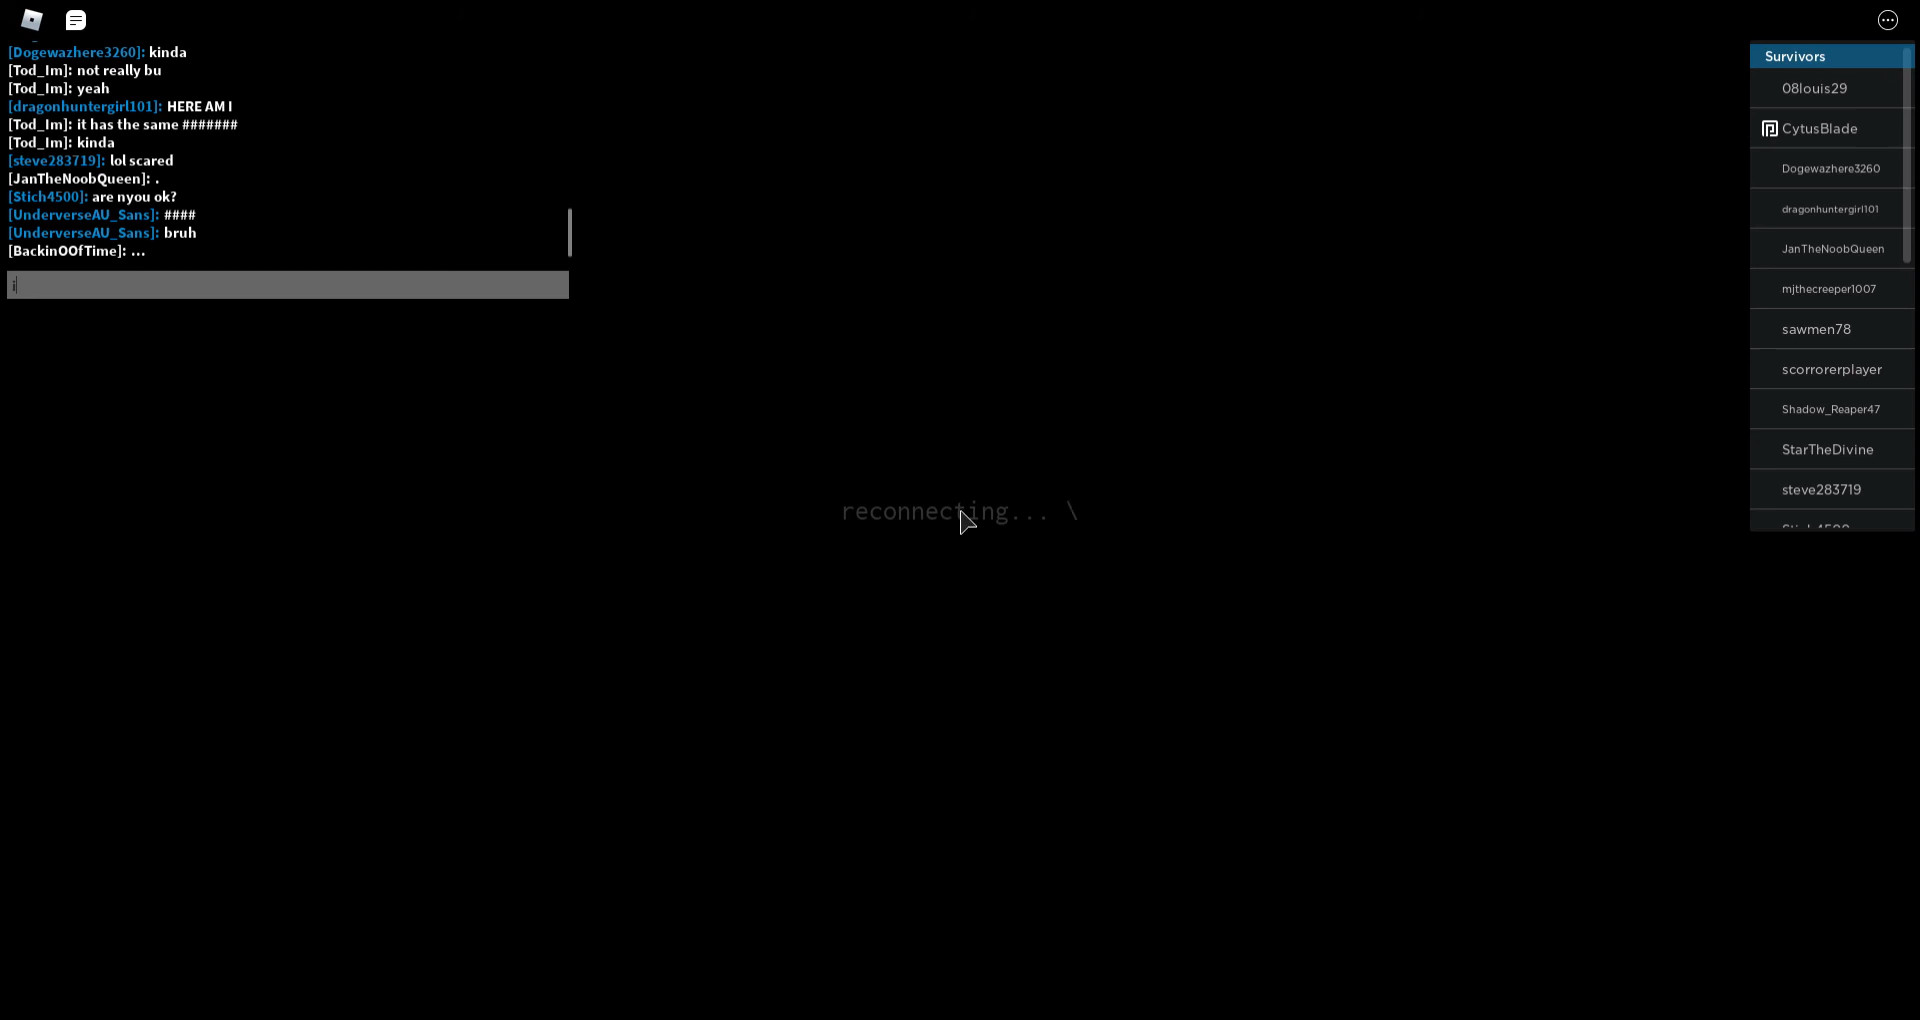 [Dogewazhere3260]: kinda
[Tod_Im]: not really bu
[Tod_Im]: yeah
[dragonhuntergirl101]: HERE AM I
[Tod_Im]: it has the same #######
[Tod_Im]: kinda
[steve283719]: lol scared
[JanTheNoobQueen]: .
[Stich4500]: are nyou ok?
[UnderverseAU_Sans]: ####
[UnderverseAU_Sans]: bruh
[BackinOOfTime]: ...
i
reconnecting... \
Survivors
08louis29
CytusBlade
Dogewazhere3260
dragonhuntergirl101
JanTheNoobQueen
mjthecreeper1007
sawmen78
scorrorerplayer
Shadow_Reaper47
StarTheDivine
steve283719
Stich4500